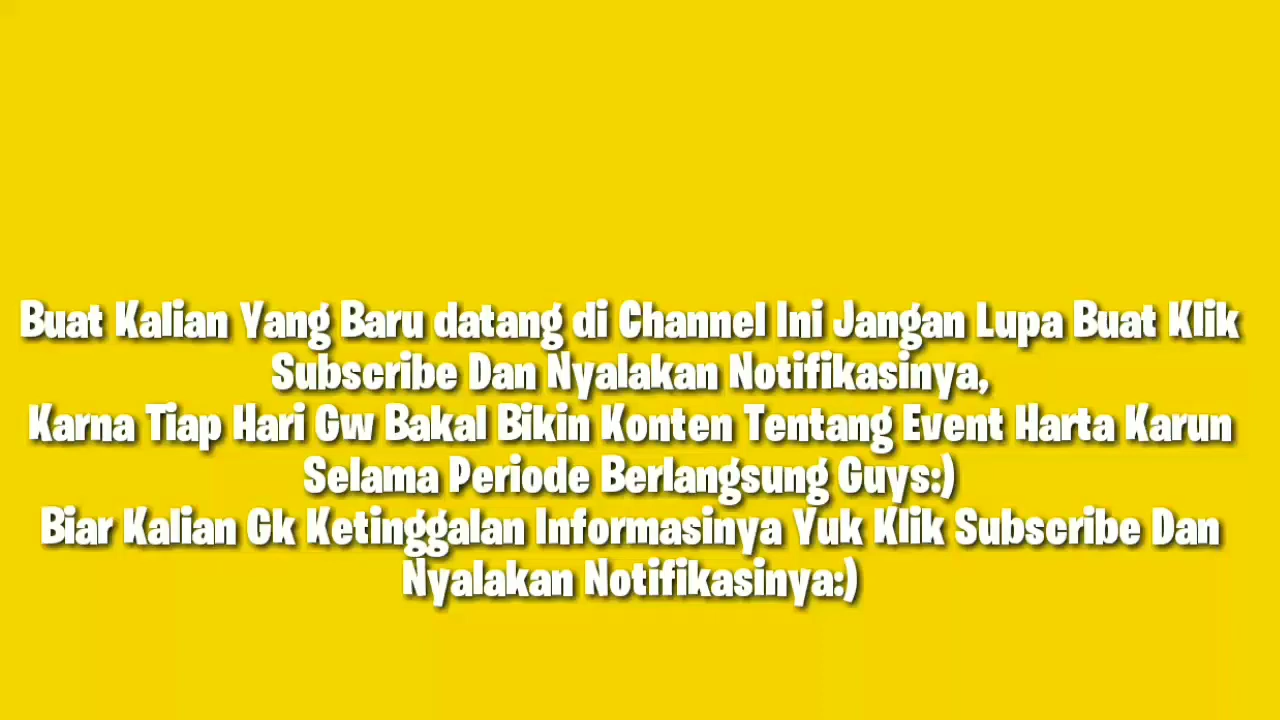 Buat Kalian Yang Baru datang di Channel Ini Jangan Lupa Buat Klik
Subscribe Dan Nyalakan Notifikasinya,
Karna Tiap Hari Gw Bakal Bikin Konten Tentang Event Harta Karun
Selama Periode Berlangsung Guys:)
Biar Kalian Gk Ketinggalan Informasinya Yuk Klik Subscribe Dan
Nyalakan Notifikasinya:)